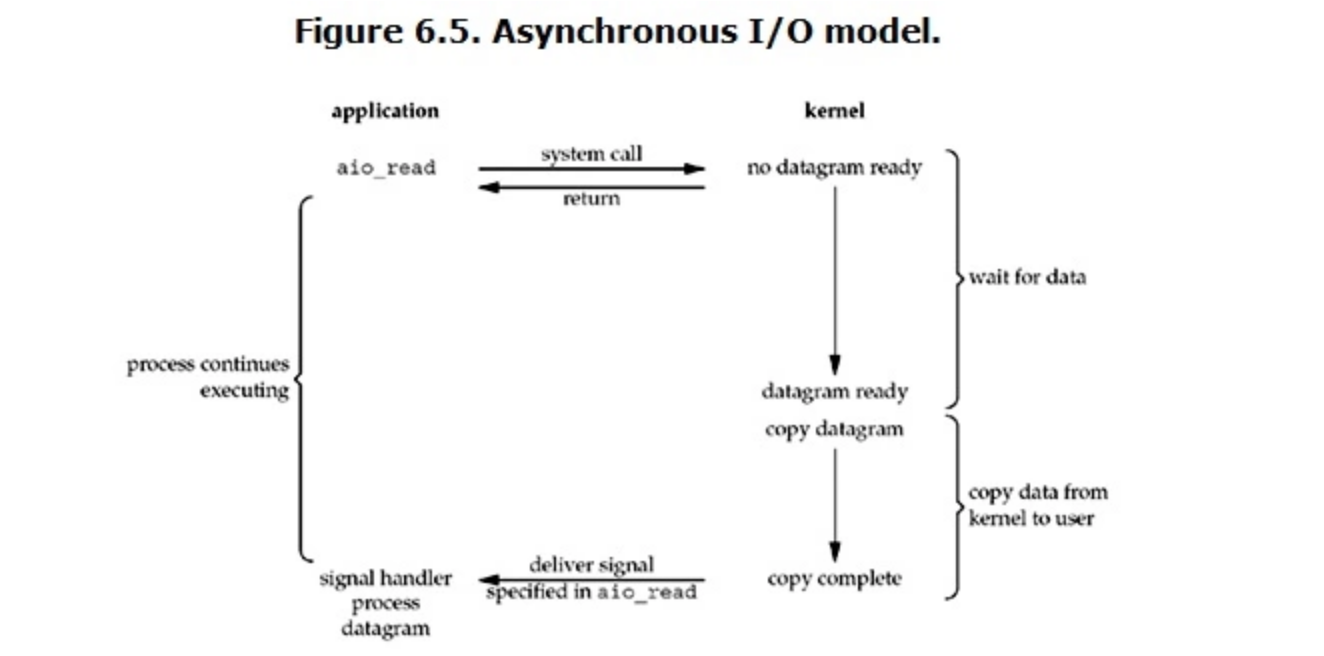 Figure 6.5. Asynchronous I/O model.
application
kernel
aio_read
system call
no datagram ready
return
wait for data
process continues
executing
datagram ready
copy datagram
copy data from
kernel to user
deliver signal
signal handler
copy complete
specified in aio_read
process
datagram